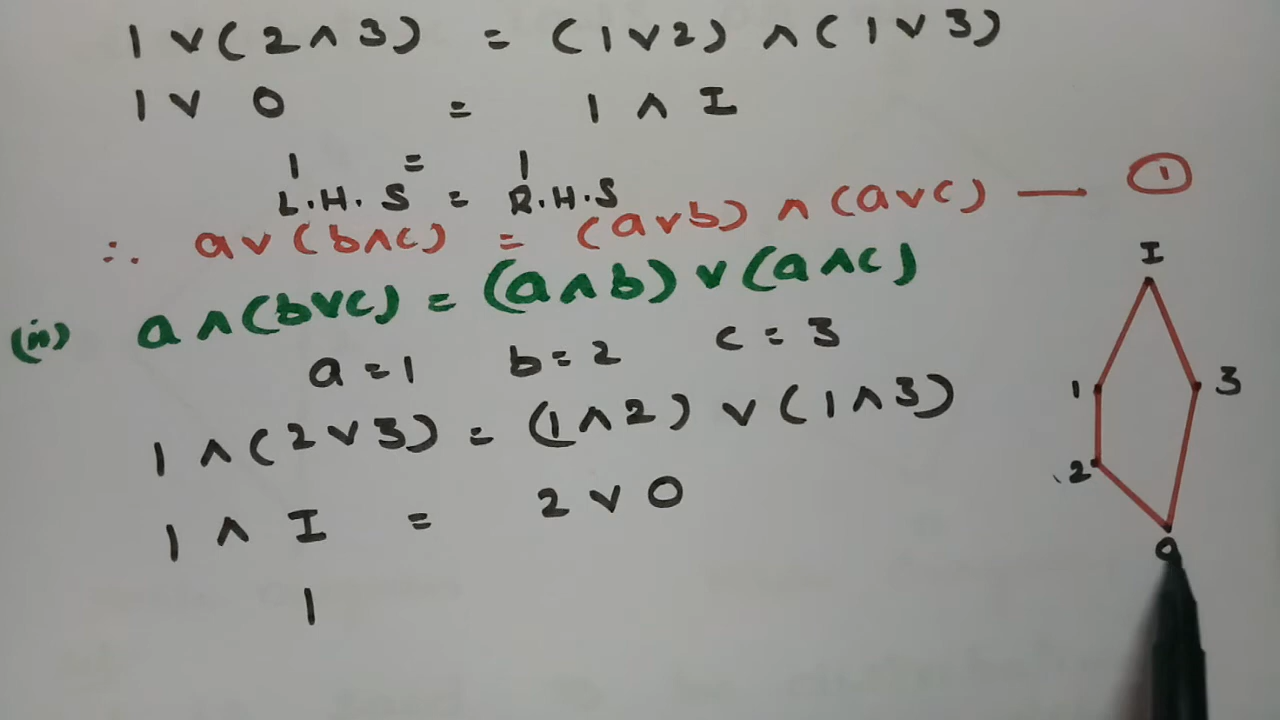 1 ∨ (2 ∧ 3) = (1 ∨ 2) ∧ (1 ∨ 3)
1 ∨ 0 = 1 ∧ I
1 = 1
L.H.S = R.H.S
∴ a ∨ (b ∧ c) = (a ∨ b) ∧ (a ∨ c) — ①
(ii) a ∧ (b ∨ c) = (a ∧ b) ∨ (a ∧ c)
a = 1 b = 2 c = 3
1 ∧ (2 ∨ 3) = (1 ∧ 2) ∨ (1 ∧ 3)
1 ∧ I = 2 ∨ 0
1
I
1 3
2
0